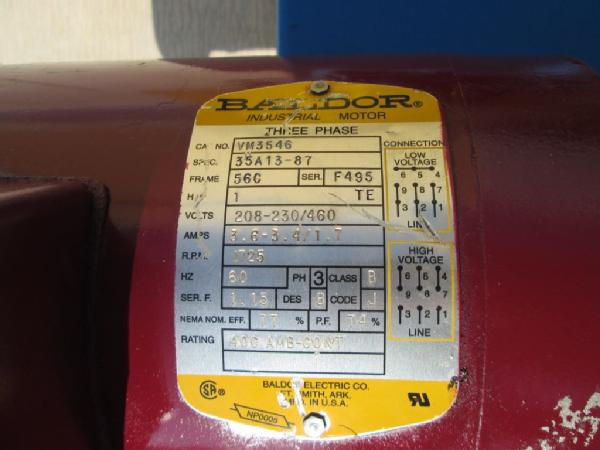 BALDOR®
INDUSTRIAL MOTOR
THREE PHASE
CAT. NO. VM3546
SPEC. 35A13-87
FRAME 56C SER. F495
H.P. 1 TE
VOLTS 208-230/460
AMPS 3.6-3.4/1.7
R.P.M. 1725
HZ 60 PH 3 CLASS B
SER. F. 1.15 DES B CODE J
NEMA NOM. EFF. 77 % P.F. 74 %
RATING 40C AMB-CONT
CONNECTION
LOW
VOLTAGE
6 5 4
9 8 7
3 2 1
LINE
HIGH
VOLTAGE
6 5 4
9 8 7
3 2 1
LINE
BALDOR ELECTRIC CO.
FT. SMITH, ARK.
MFD. IN U.S.A.
NP0005